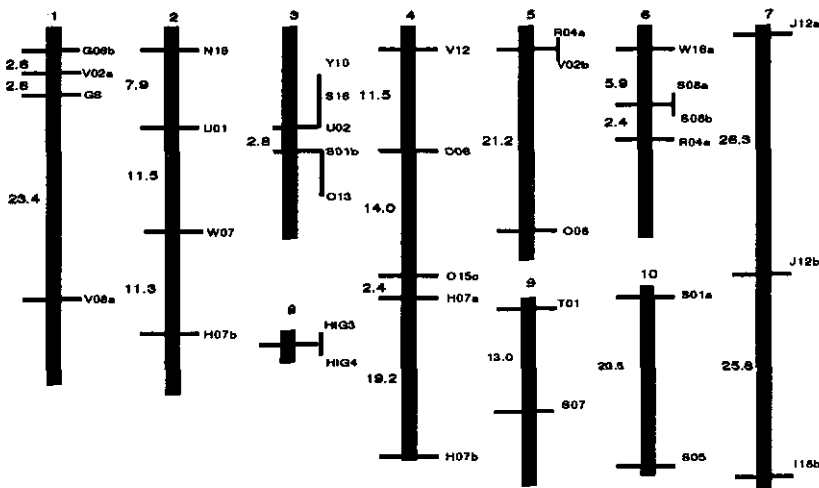 1
G06b
2.6
V02a
2.6
G6
23.4
V08a
2
N16
7.9
U01
11.5
W07
11.3
H07b
3
Y10
S16
U02
2.8
S01b
O13
8
HIG3
HIG4
4
V12
11.5
O06
14.0
O15c
2.4
H07a
19.2
H07b
5
R04a
V02b
21.2
O08
9
T01
13.0
S07
6
W16a
5.9
S08a
S08b
2.4
R04a
10
S01a
S05
7
J12a
26.3
J12b
25.8
I18b